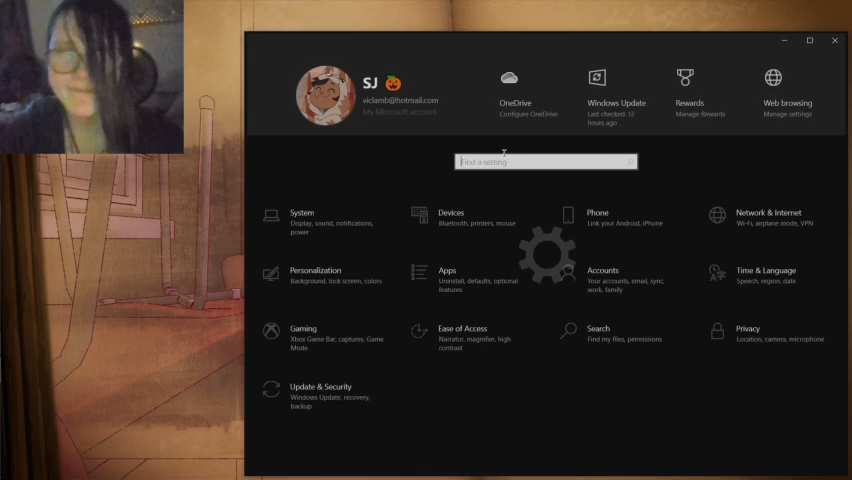 SJ 🎃
viclamb@hotmail.com
My Microsoft account
OneDrive
Configure OneDrive
Windows Update
Last checked: 13
hours ago
Rewards
Manage Rewards
Web browsing
Manage settings
Find a setting
System
Display, sound, notifications,
power
Devices
Bluetooth, printers, mouse
Phone
Link your Android, iPhone
Network & Internet
Wi-Fi, airplane mode, VPN
Personalization
Background, lock screen, colors
Apps
Uninstall, defaults, optional
features
Accounts
Your accounts, email, sync,
work, family
Time & Language
Speech, region, date
Gaming
Xbox Game Bar, captures, Game
Mode
Ease of Access
Narrator, magnifier, high
contrast
Search
Find my files, permissions
Privacy
Location, camera, microphone
Update & Security
Windows Update, recovery,
backup